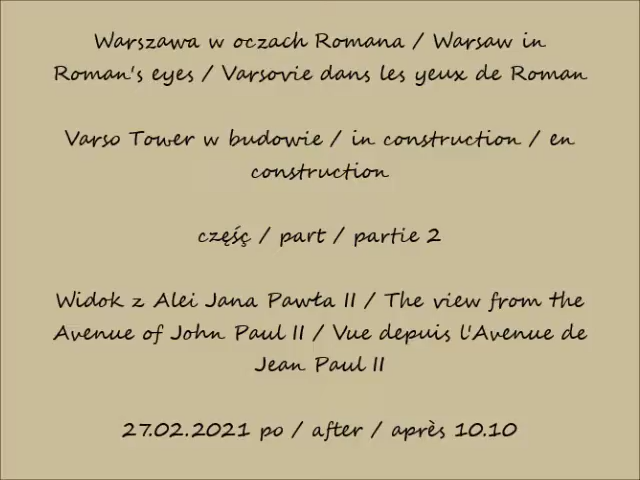 Warszawa w oczach Romana / Warsaw in
Roman's eyes / Varsovie dans les yeux de Roman
Varso Tower w budowie / in construction / en
construction
częśç / part / partie 2
Widok z Alei Jana Pawła II / The view from the
Avenue of John Paul II / Vue depuis l'Avenue de
Jean Paul II
27.02.2021 po / after / après 10.10